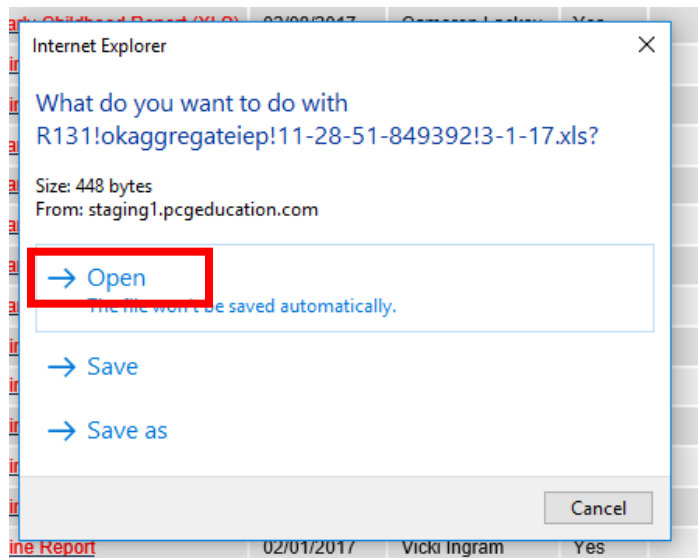 02/08/2017 Yes
Internet Explorer
What do you want to do with
R131!okaggregateiep!11-28-51-849392!3-1-17.xls?
Size: 448 bytes
From: staging1.pcgeducation.com
→ Open
The file won't be saved automatically.
→ Save
→ Save as
Cancel
ine Report 02/01/2017 Vicki Ingram Yes